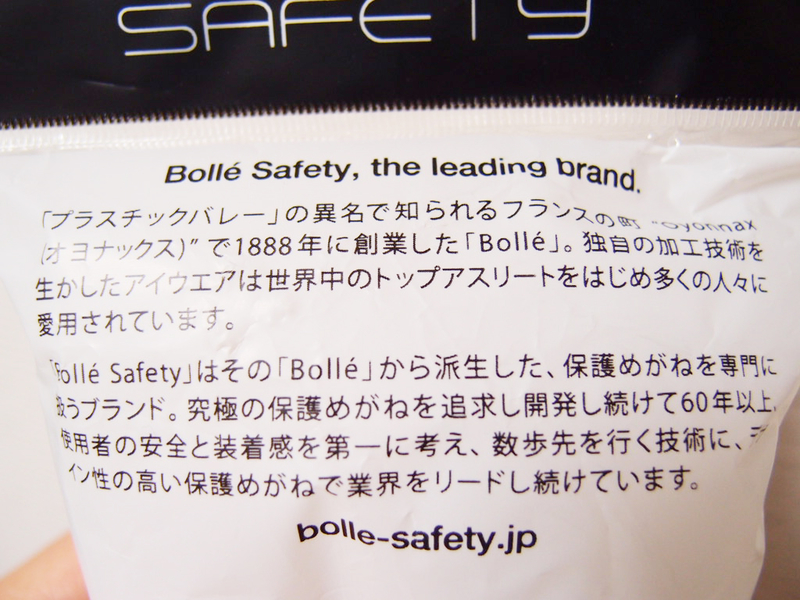 SAFETY
Bollé Safety, the leading brand.
「プラスチックバレー」の異名で知られるフランスの町 "Oyonnax
(オヨナックス)" で1888年に創業した「Bollé」。独自の加工技術を
生かしたアイウエアは世界中のトップアスリートをはじめ多くの人々に
愛用されています。
「Bollé Safety」はその「Bollé」から派生した、保護めがねを専門に
扱うブランド。究極の保護めがねを追求し開発し続けて60年以上。
使用者の安全と装着感を第一に考え、数歩先を行く技術に、デ
イン性の高い保護めがねで業界をリードし続けています。
bolle-safety.jp